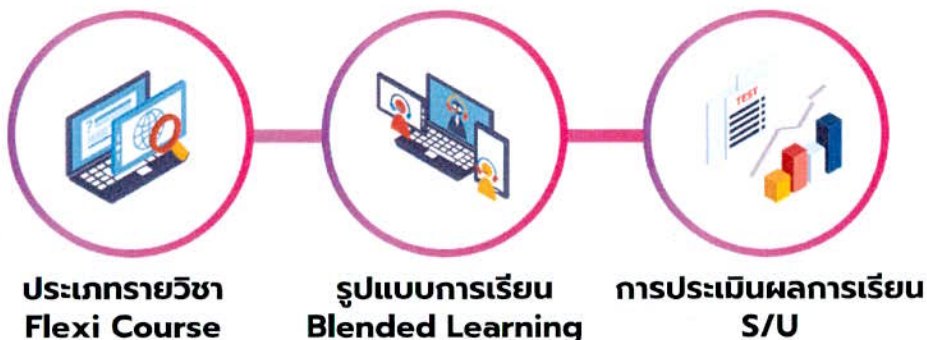 TEST
ประเภทรายวิชา
Flexi Course
รูปแบบการเรียน
Blended Learning
การประเมินผลการเรียน
S/U